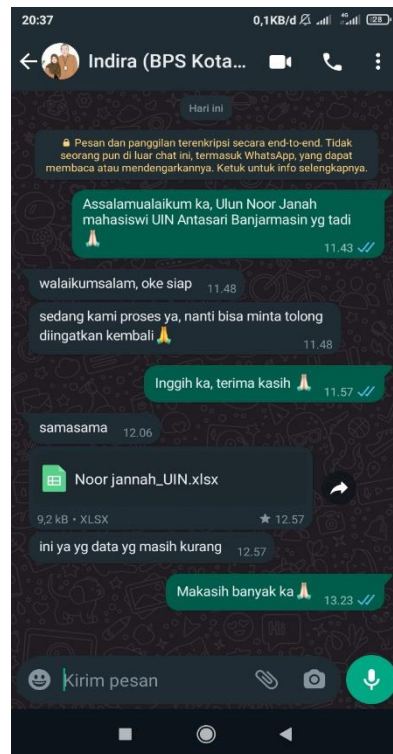 20:37
0,1KB/d
4G
28
Indira (BPS Kota...
Hari ini
Pesan dan panggilan terenkripsi secara end-to-end. Tidak
seorang pun di luar chat ini, termasuk WhatsApp, yang dapat
membaca atau mendengarkannya. Ketuk untuk info selengkapnya.
Assalamualaikum ka, Ulun Noor Janah
mahasiswi UIN Antasari Banjarmasin yg tadi
🙏🏻
11.43
walaikumsalam, oke siap 11.48
sedang kami proses ya, nanti bisa minta tolong
diingatkan kembali🙏
11.48
Inggih ka, terima kasih 🙏🏻 11.57
samasama 12.06
Noor jannah_UIN.xlsx
9,2 kB • XLSX ★ 12.57
ini ya yg data yg masih kurang 12.57
Makasih banyak ka🙏🏻 13.23
Kirim pesan